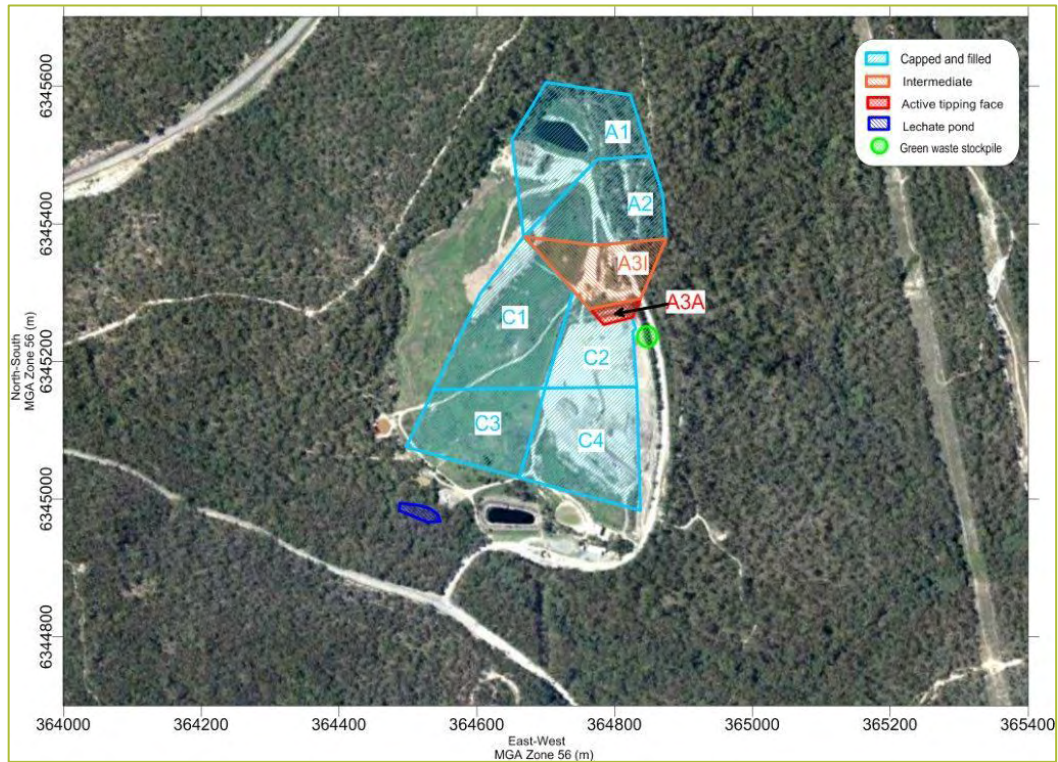 Capped and filled
Intermediate
Active tipping face
Lechate pond
Green waste stockpile
A1
A2
A3I
A3A
C1
C2
C3
C4
6345600
6345400
6345200
6345000
6344800
North-South
MGA Zone 56 (m)
364000 364200 364400 364600 364800 365000 365200 365400
East-West
MGA Zone 56 (m)